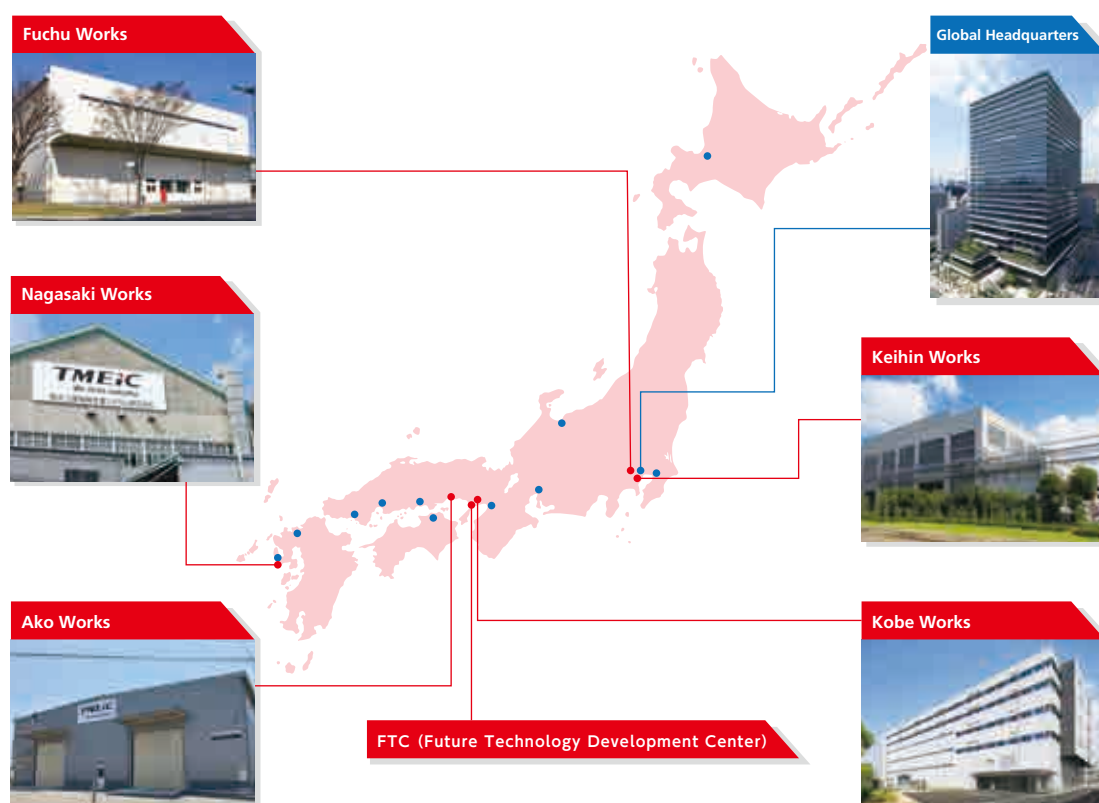 Fuchu Works
Global Headquarters
Nagasaki Works
TMEiC
Keihin Works
Ako Works
TMEiC
Kobe Works
FTC (Future Technology Development Center)